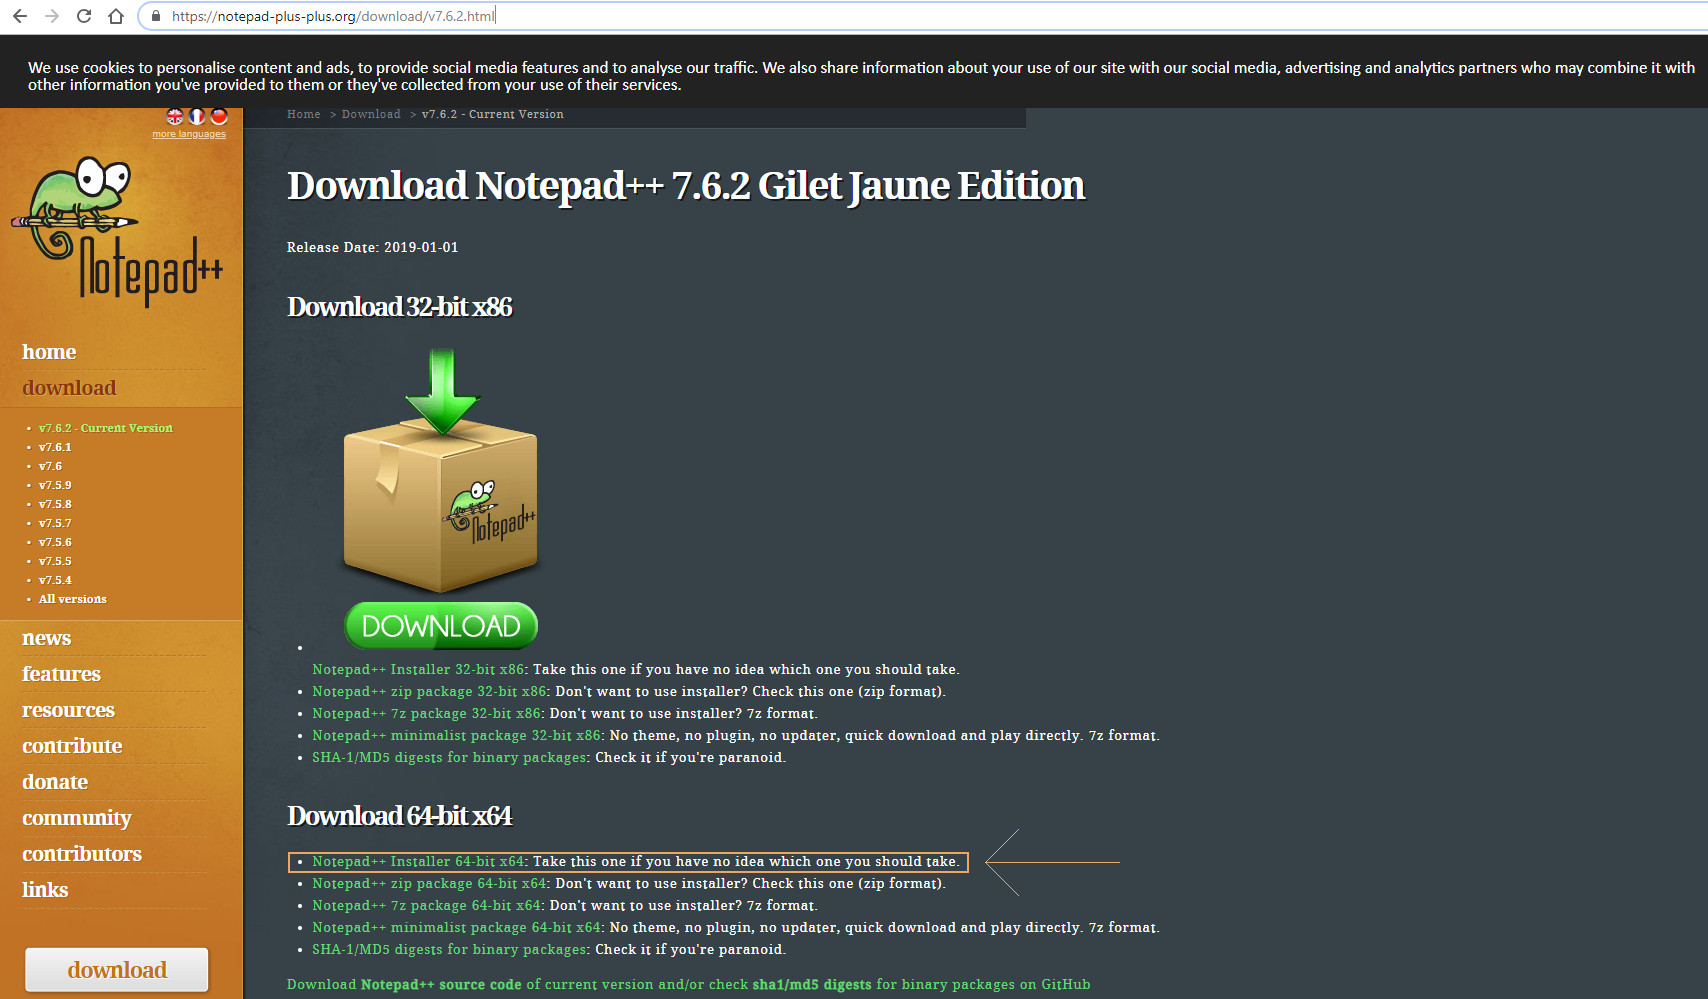 https://notepad-plus-plus.org/download/v7.6.2.html
We use cookies to personalise content and ads, to provide social media features and to analyse our traffic. We also share information about your use of our site with our social media, advertising and analytics partners who may combine it with
other information you've provided to them or they've collected from your use of their services.
more languages
Notepad++
home
download
v7.6.2 - Current Version
v7.6.1
v7.6
v7.5.9
v7.5.8
v7.5.7
v7.5.6
v7.5.5
v7.5.4
All versions
news
features
resources
contribute
donate
community
contributors
links
download
Home > Download > v7.6.2 - Current Version
Download Notepad++ 7.6.2 Gilet Jaune Edition
Release Date: 2019-01-01
Download 32-bit x86
Notepad++
DOWNLOAD
Notepad++ Installer 32-bit x86: Take this one if you have no idea which one you should take.
Notepad++ zip package 32-bit x86: Don't want to use installer? Check this one (zip format).
Notepad++ 7z package 32-bit x86: Don't want to use installer? 7z format.
Notepad++ minimalist package 32-bit x86: No theme, no plugin, no updater, quick download and play directly. 7z format.
SHA-1/MD5 digests for binary packages: Check it if you're paranoid.
Download 64-bit x64
Notepad++ Installer 64-bit x64: Take this one if you have no idea which one you should take.
Notepad++ zip package 64-bit x64: Don't want to use installer? Check this one (zip format).
Notepad++ 7z package 64-bit x64: Don't want to use installer? 7z format.
Notepad++ minimalist package 64-bit x64: No theme, no plugin, no updater, quick download and play directly. 7z format.
SHA-1/MD5 digests for binary packages: Check it if you're paranoid.
Download Notepad++ source code of current version and/or check sha1/md5 digests for binary packages on GitHub